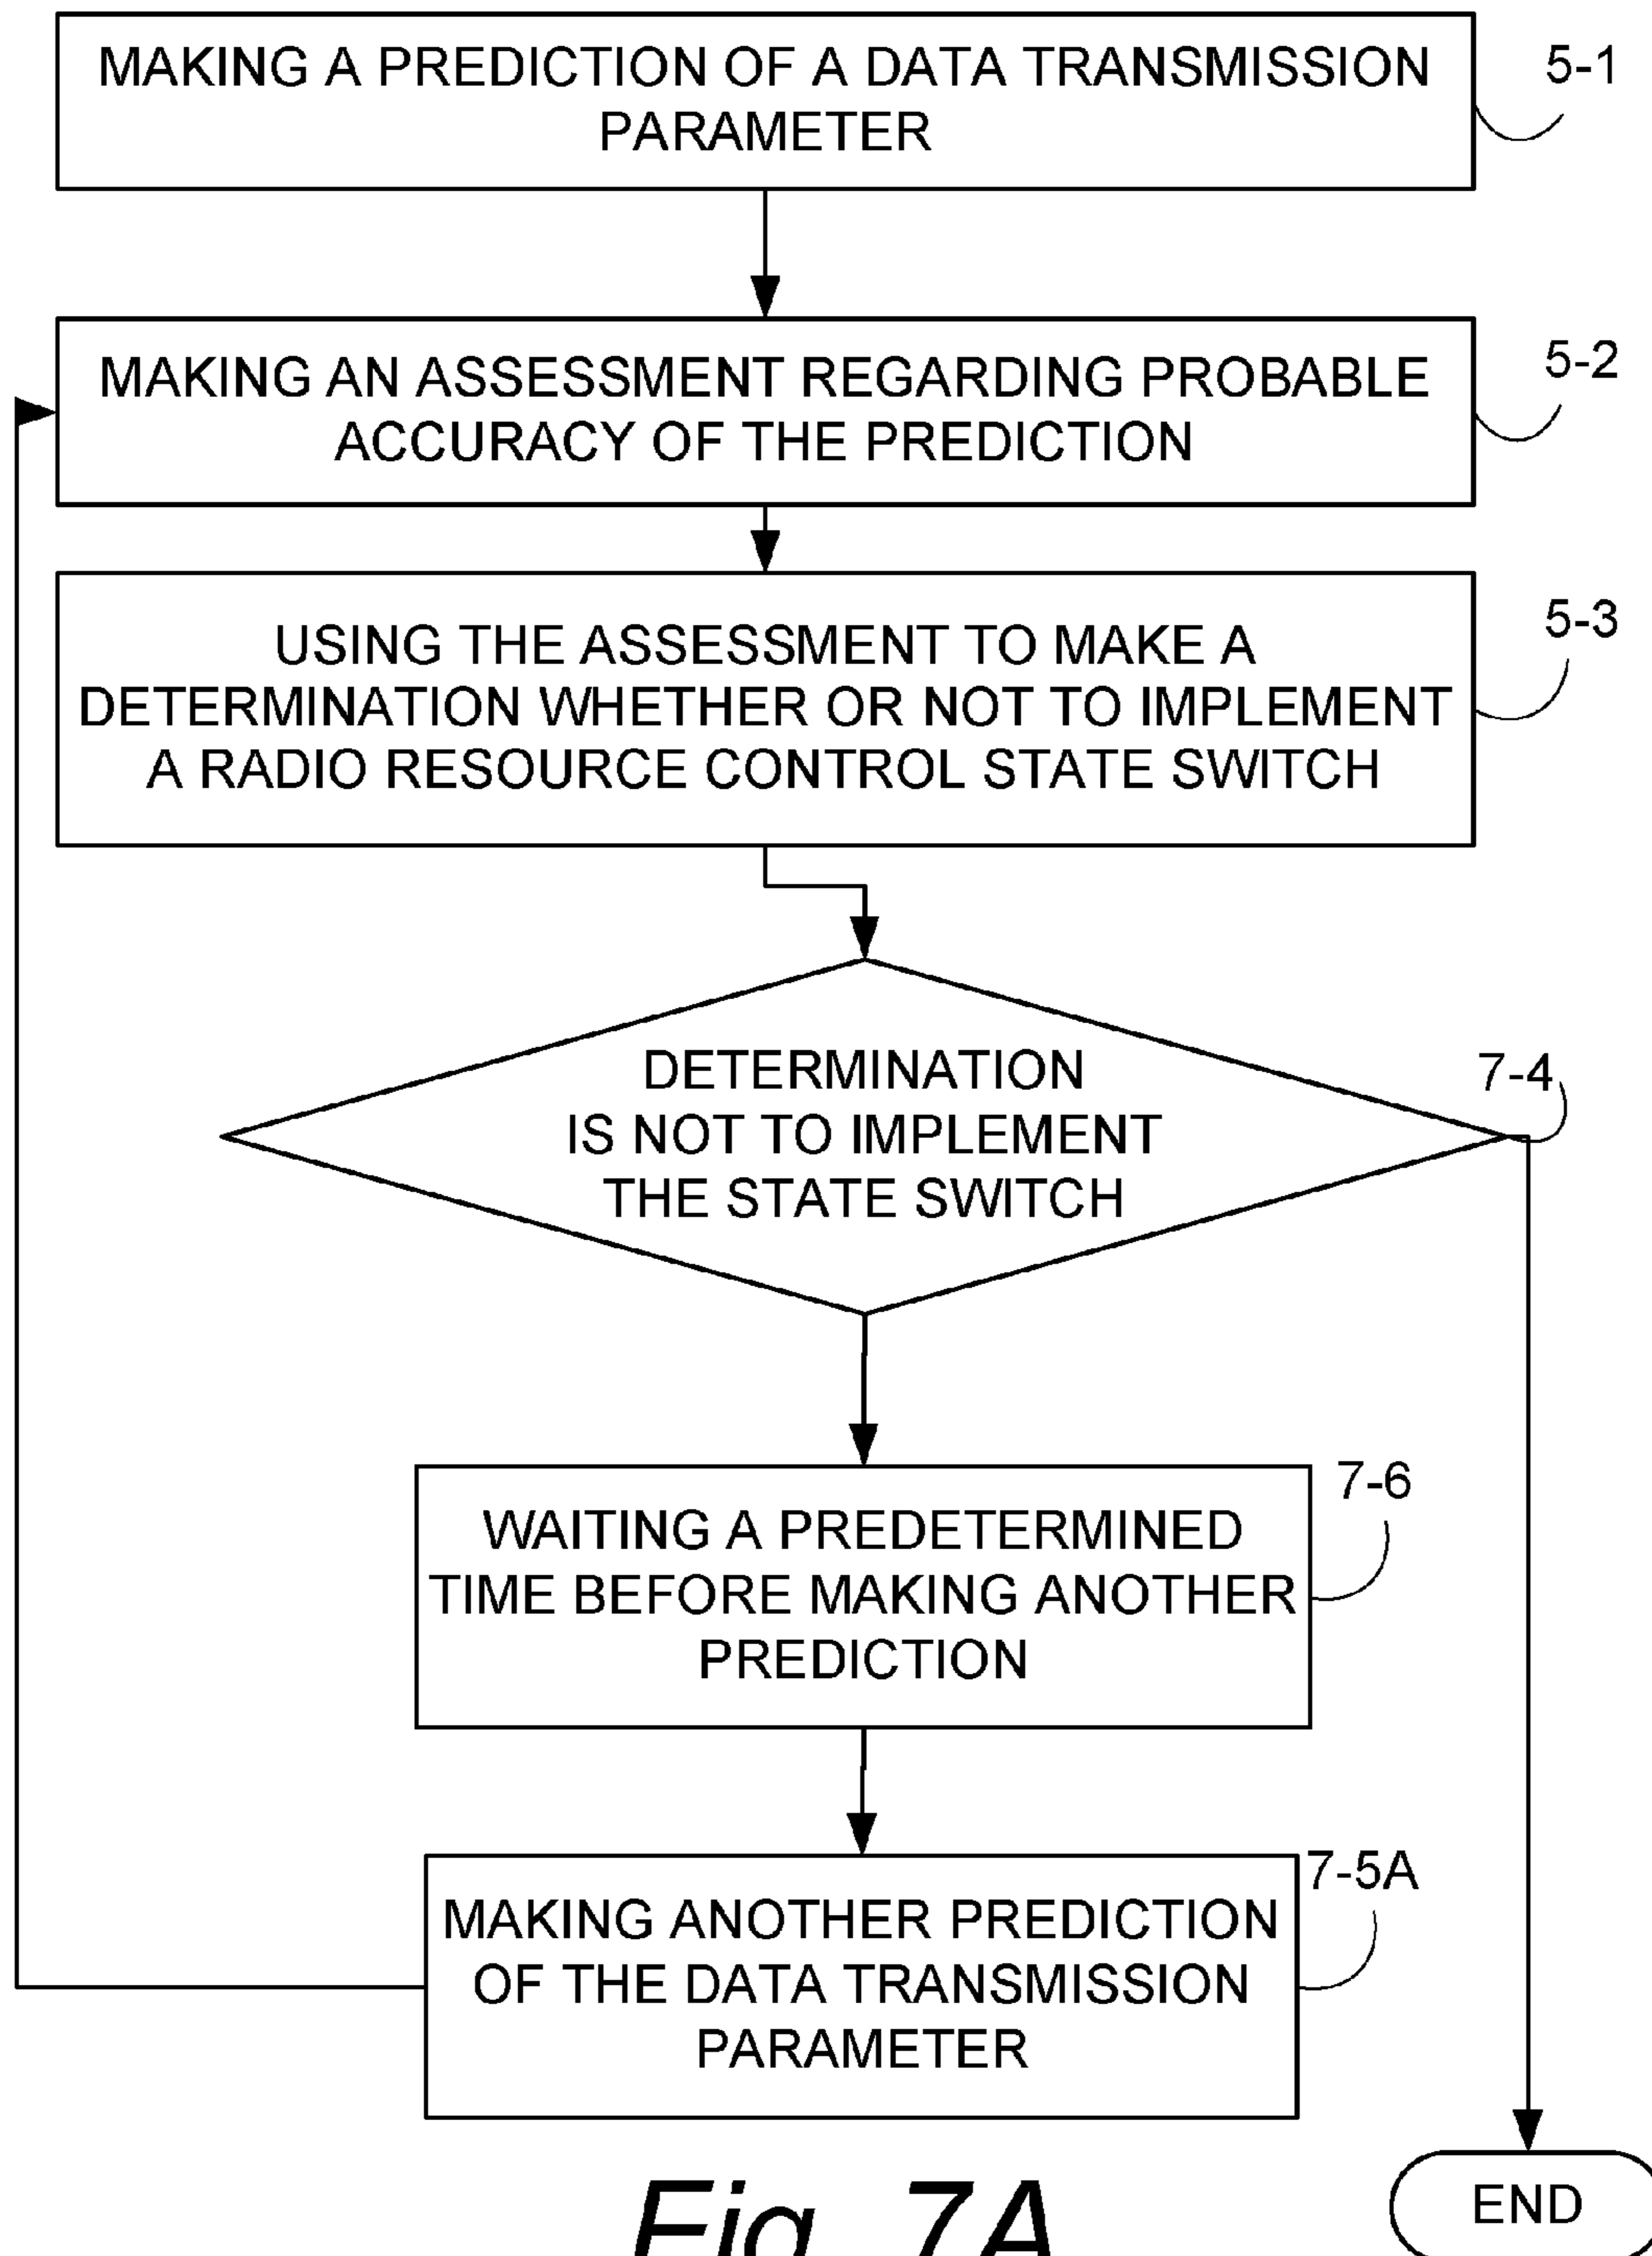 MAKING A PREDICTION OF A DATA TRANSMISSION
PARAMETER
5-1
MAKING AN ASSESSMENT REGARDING PROBABLE
ACCURACY OF THE PREDICTION
5-2
USING THE ASSESSMENT TO MAKE A
DETERMINATION WHETHER OR NOT TO IMPLEMENT
A RADIO RESOURCE CONTROL STATE SWITCH
5-3
DETERMINATION
IS NOT TO IMPLEMENT
THE STATE SWITCH
7-4
WAITING A PREDETERMINED
TIME BEFORE MAKING ANOTHER
PREDICTION
7-6
MAKING ANOTHER PREDICTION
OF THE DATA TRANSMISSION
PARAMETER
7-5A
END
Fig. 7A